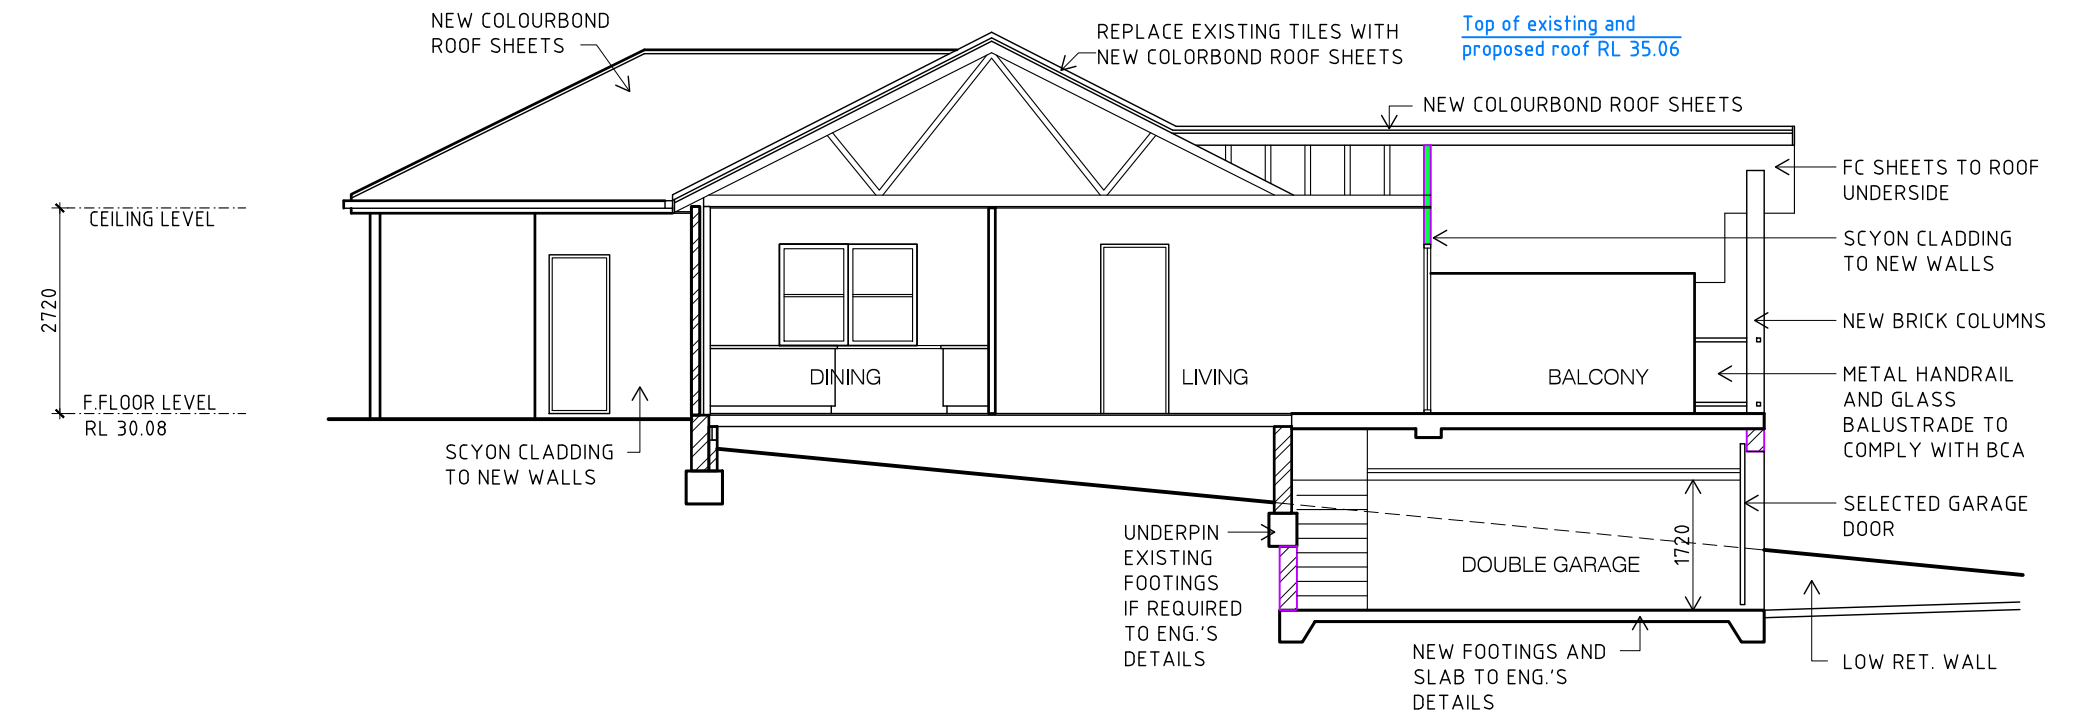 NEW COLOURBOND
ROOF SHEETS
REPLACE EXISTING TILES WITH
NEW COLORBOND ROOF SHEETS
Top of existing and
proposed roof RL 35.06
NEW COLOURBOND ROOF SHEETS
FC SHEETS TO ROOF
UNDERSIDE
CEILING LEVEL
SCYON CLADDING
TO NEW WALLS
2720
NEW BRICK COLUMNS
DINING
LIVING
BALCONY
METAL HANDRAIL
AND GLASS
BALUSTRADE TO
COMPLY WITH BCA
F.FLOOR LEVEL
RL 30.08
SCYON CLADDING
TO NEW WALLS
SELECTED GARAGE
DOOR
UNDERPIN
EXISTING
FOOTINGS
IF REQUIRED
TO ENG.'S
DETAILS
1720
DOUBLE GARAGE
NEW FOOTINGS AND
SLAB TO ENG.'S
DETAILS
LOW RET. WALL